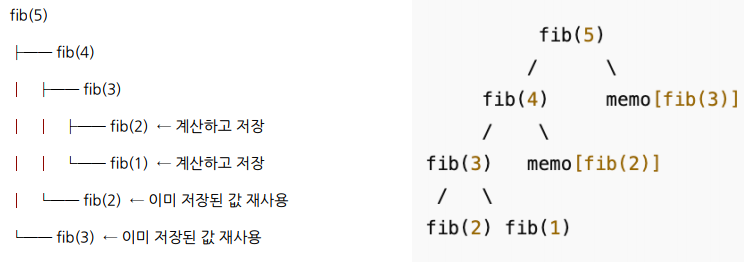 fib(5)
├── fib(4)
│ ├── fib(3)
│ │ ├── fib(2) ← 계산하고 저장
│ │ └── fib(1) ← 계산하고 저장
│ └── fib(2) ← 이미 저장된 값 재사용
└── fib(3) ← 이미 저장된 값 재사용
fib(5)
/ \
fib(4) memo[fib(3)]
/ \
fib(3) memo[fib(2)]
/ \
fib(2) fib(1)